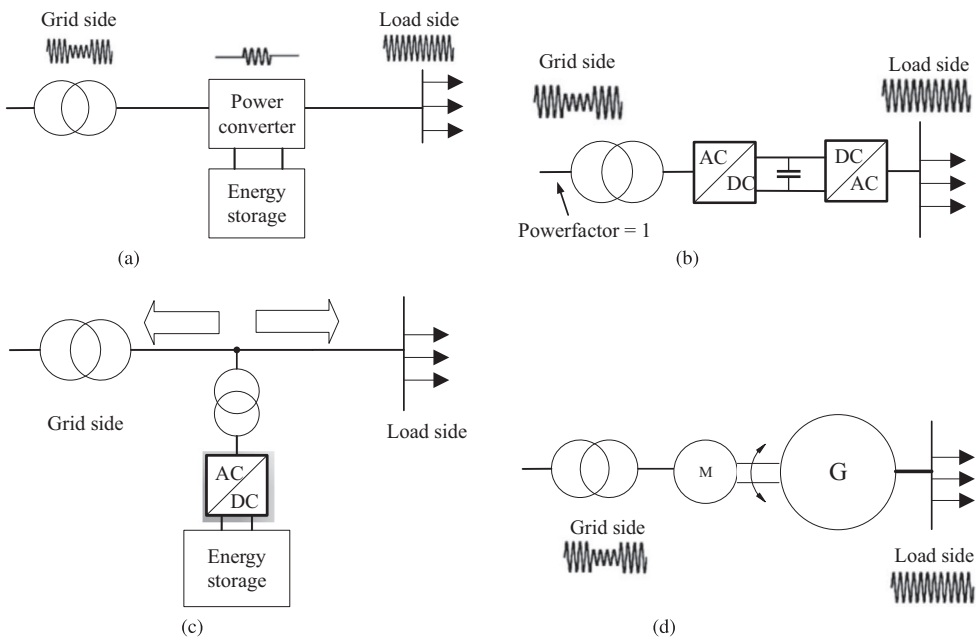 Grid side
Load side
Power
converter
Energy
storage
(a)
Grid side
Load side
AC
DC
DC
AC
Powerfactor = 1
(b)
Grid side
Load side
AC
DC
Energy
storage
(c)
M
G
Grid side
Load side
(d)